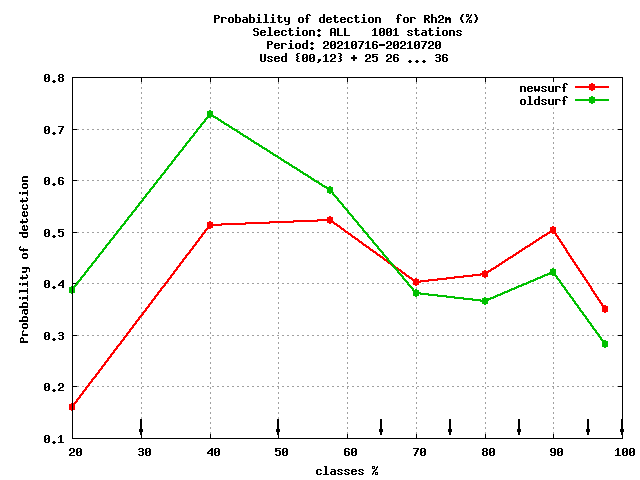 Probability of detection  for Rh2m (%)
Selection: ALL   1001 stations
Period: 20210716-20210720
Used {00,12} + 25 26 ... 36
newsurf
oldsurf
0.8
0.7
0.6
0.5
0.4
0.3
0.2
0.1
Probability of detection
20 30 40 50 60 70 80 90 100
classes %